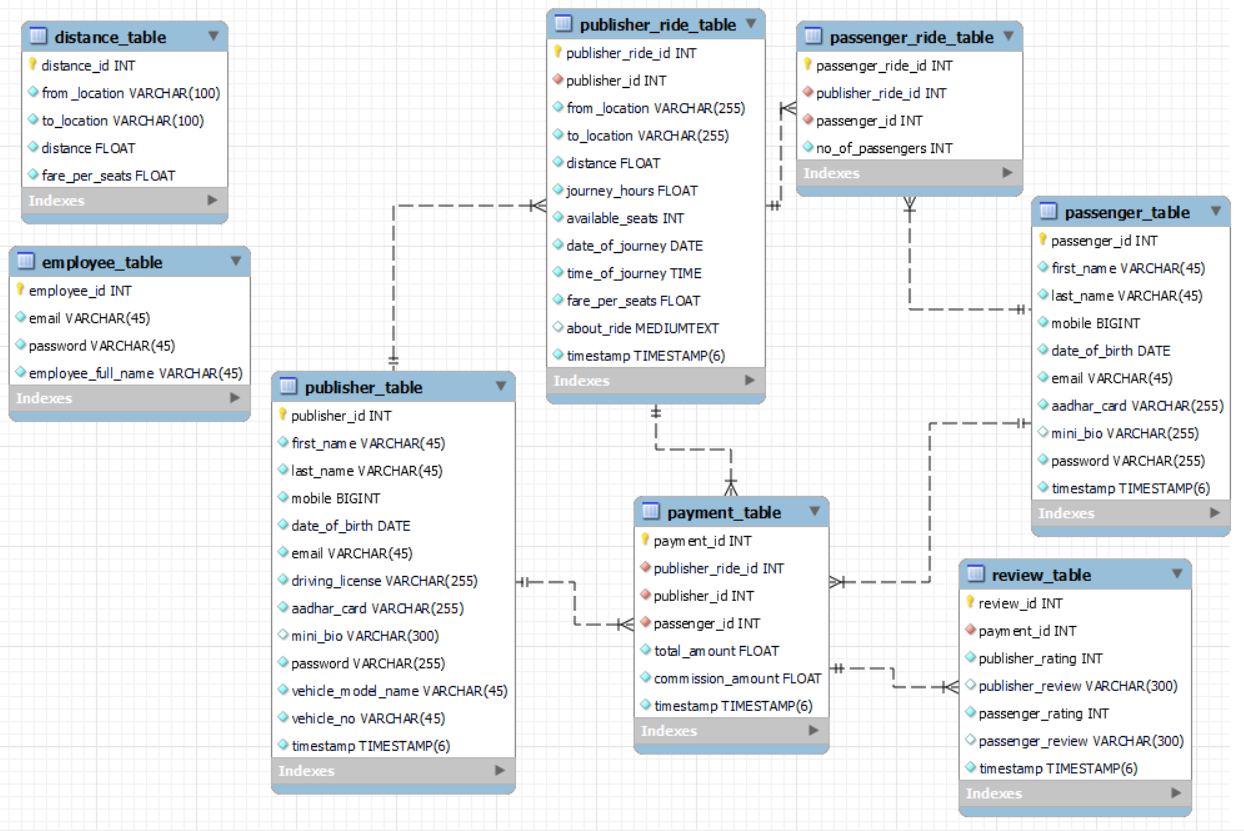 distance_table
distance_id INT
from_location VARCHAR(100)
to_location VARCHAR(100)
distance FLOAT
fare_per_seats FLOAT
Indexes
employee_table
employee_id INT
email VARCHAR(45)
password VARCHAR(45)
employee_full_name VARCHAR(45)
Indexes
publisher_table
publisher_id INT
first_name VARCHAR(45)
last_name VARCHAR(45)
mobile BIGINT
date_of_birth DATE
email VARCHAR(45)
driving_license VARCHAR(255)
aadhar_card VARCHAR(255)
mini_bio VARCHAR(300)
password VARCHAR(255)
vehicle_model_name VARCHAR(45)
vehicle_no VARCHAR(45)
timestamp TIMESTAMP(6)
Indexes
publisher_ride_table
publisher_ride_id INT
publisher_id INT
from_location VARCHAR(255)
to_location VARCHAR(255)
distance FLOAT
journey_hours FLOAT
available_seats INT
date_of_journey DATE
time_of_journey TIME
fare_per_seats FLOAT
about_ride MEDIUMTEXT
timestamp TIMESTAMP(6)
Indexes
payment_table
payment_id INT
publisher_ride_id INT
publisher_id INT
passenger_id INT
total_amount FLOAT
commission_amount FLOAT
timestamp TIMESTAMP(6)
Indexes
passenger_ride_table
passenger_ride_id INT
publisher_ride_id INT
passenger_id INT
no_of_passengers INT
Indexes
passenger_table
passenger_id INT
first_name VARCHAR(45)
last_name VARCHAR(45)
mobile BIGINT
date_of_birth DATE
email VARCHAR(45)
aadhar_card VARCHAR(255)
mini_bio VARCHAR(255)
password VARCHAR(255)
timestamp TIMESTAMP(6)
Indexes
review_table
review_id INT
payment_id INT
publisher_rating INT
publisher_review VARCHAR(300)
passenger_rating INT
passenger_review VARCHAR(300)
timestamp TIMESTAMP(6)
Indexes